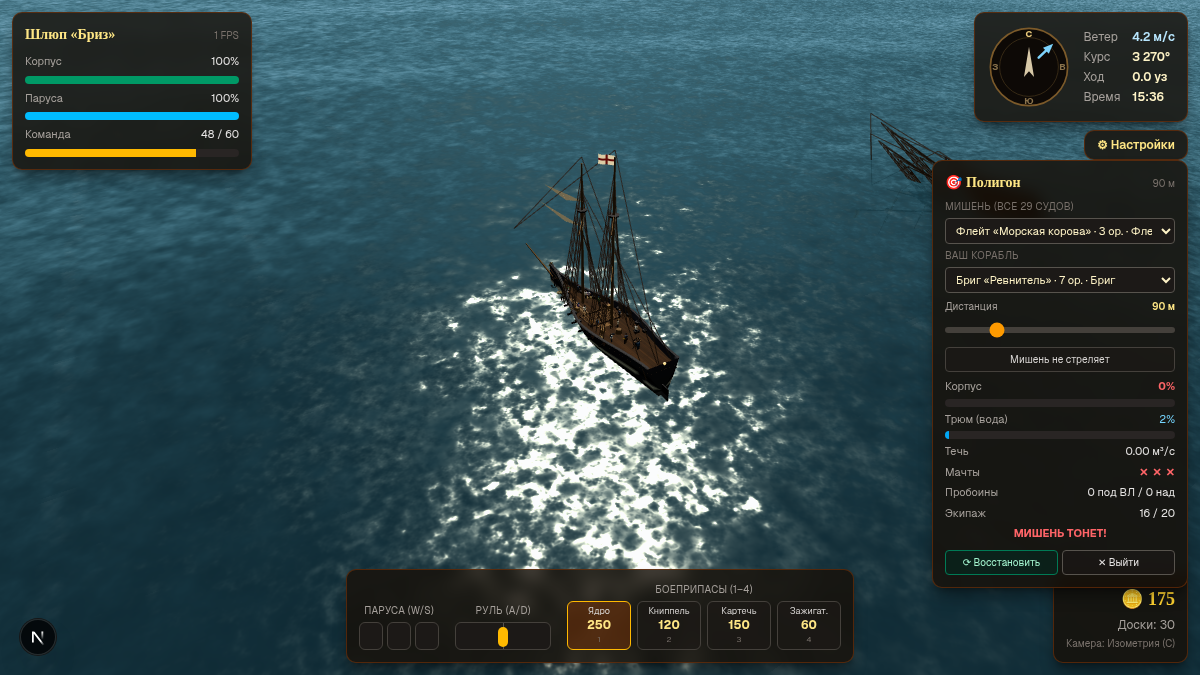 Шлюп «Бриз» 1 FPS
Корпус 100%
Паруса 100%
Команда 48 / 60
С
З В
Ю
Ветер 4.2 м/с
Курс З 270°
Ход 0.0 уз
Время 15:36
⚙ Настройки
🎯 Полигон 90 м
МИШЕНЬ (ВСЕ 29 СУДОВ)
Флейт «Морская корова» · 3 ор. · Фле
ВАШ КОРАБЛЬ
Бриг «Ревнитель» · 7 ор. · Бриг
Дистанция 90 м
Мишень не стреляет
Корпус 0%
Трюм (вода) 2%
Течь 0.00 м³/с
Мачты ✕ ✕ ✕
Пробоины 0 под ВЛ / 0 над
Экипаж 16 / 20
МИШЕНЬ ТОНЕТ!
⟳ Восстановить ✕ Выйти
🪙 175
Доски: 30
Камера: Изометрия (C)
ПАРУСА (W/S) РУЛЬ (A/D) БОЕПРИПАСЫ (1–4)
Ядро Книппель Картечь Зажигат.
250 120 150 60
1 2 3 4
N